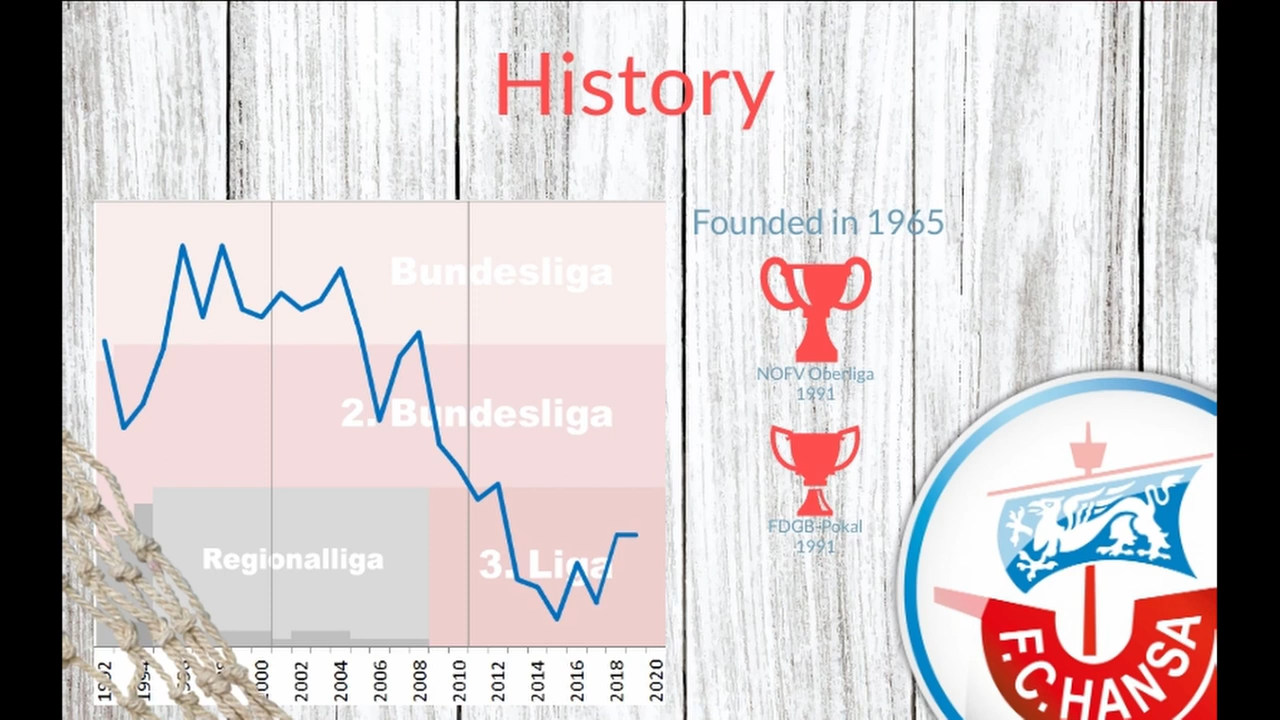 History
Bundesliga
2. Bundesliga
Regionalliga
3. Liga
2002
2004
2006
2008
2010
2012
2014
2016
2018
2020
Founded in 1965
NOFV Oberliga
1991
FDGB-Pokal
1991
F.C. HANSA